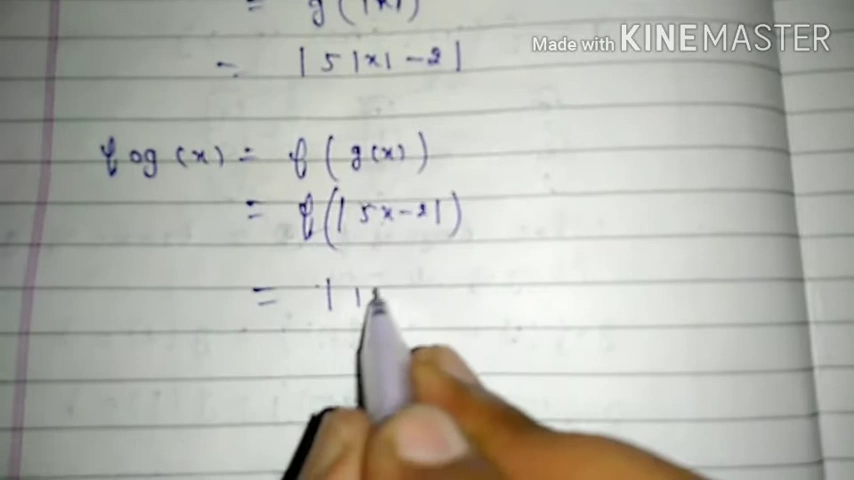 = g(|x|)
Made with KINEMASTER
= |5|x|-2|
fog(x) = f(g(x))
= f(|5x-2|)
= ||